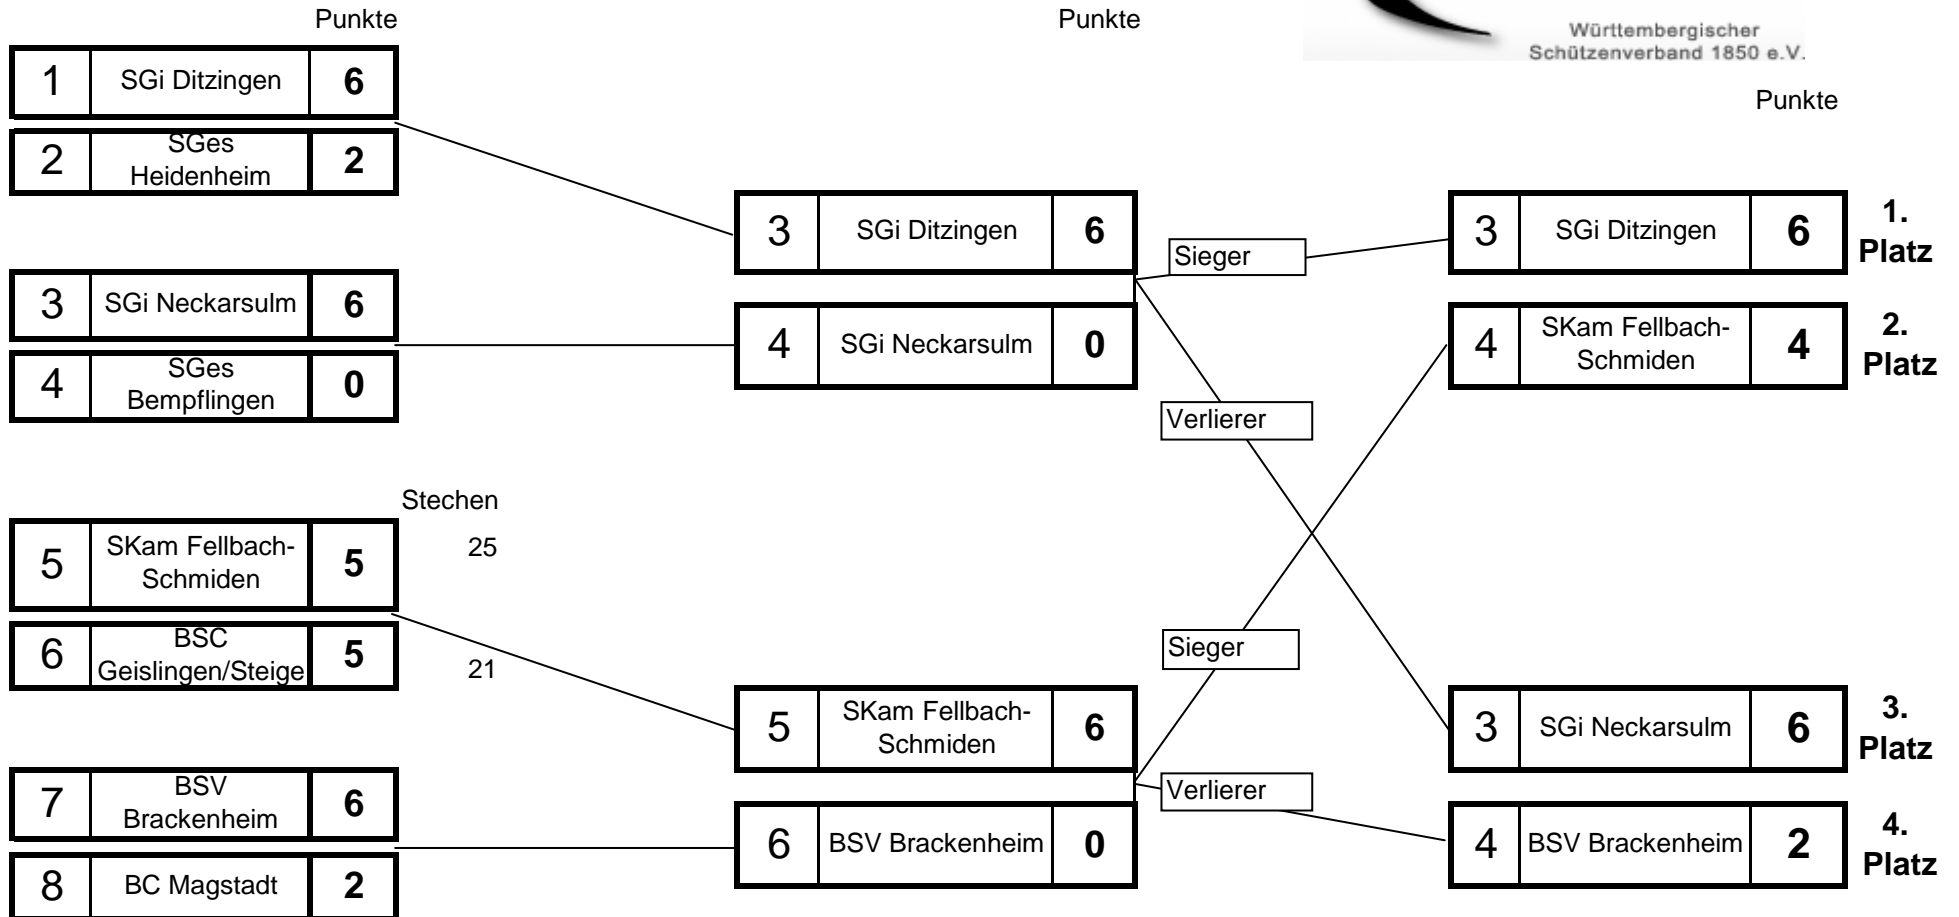 Punkte
Punkte
Württembergischer
Schützenverband 1850 e.V.
Punkte
1 SGi Ditzingen 6
2 SGes
Heidenheim 2
3 SGi Neckarsulm 6
4 SGes
Bempflingen 0
Stechen
5 SKam Fellbach-
Schmiden 5 25
6 BSC
Geislingen/Steige 5 21
7 BSV
Brackenheim 6
8 BC Magstadt 2
3 SGi Ditzingen 6
4 SGi Neckarsulm 0
5 SKam Fellbach-
Schmiden 6
6 BSV Brackenheim 0
Sieger
Verlierer
Sieger
Verlierer
3 SGi Ditzingen 6
1.
Platz
4 SKam Fellbach-
Schmiden 4
2.
Platz
3 SGi Neckarsulm 6
3.
Platz
4 BSV Brackenheim 2
4.
Platz